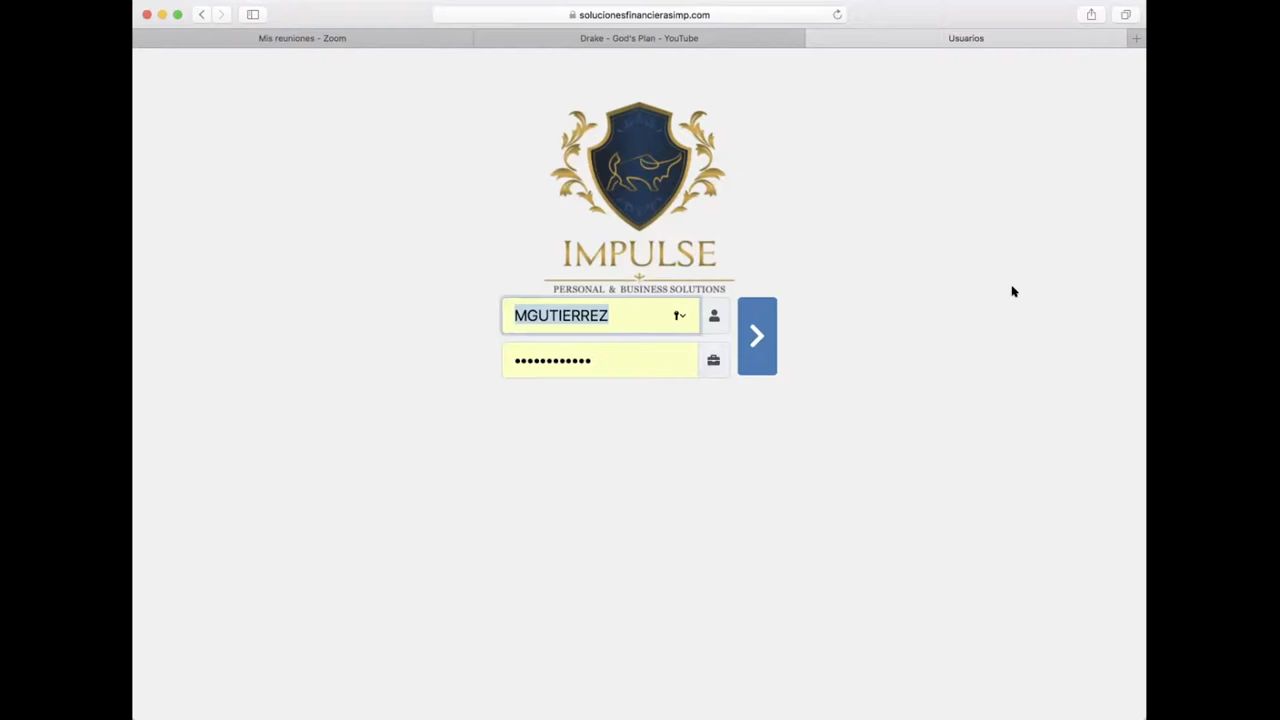 solucionesfinancierasimp.com
Mis reuniones - Zoom
Drake - God's Plan - YouTube
Usuarios
IMPULSE
PERSONAL & BUSINESS SOLUTIONS
MGUTIERREZ